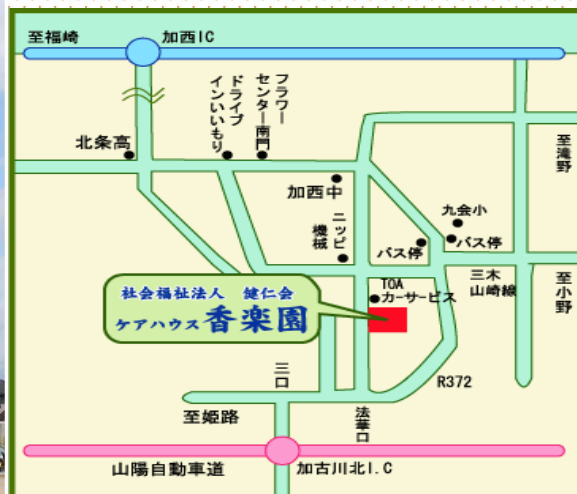 至福崎
加西IC
フラワーセンター南門
ドライブインいいもり
北条高
至滝野
加西中
九会小
ニッピ機械
バス停
バス停
三木山崎線
至小野
TOA
カーサービス
社会福祉法人 健仁会
ケアハウス香楽園
三口
R372
至姫路
法華口
山陽自動車道
加古川北I.C